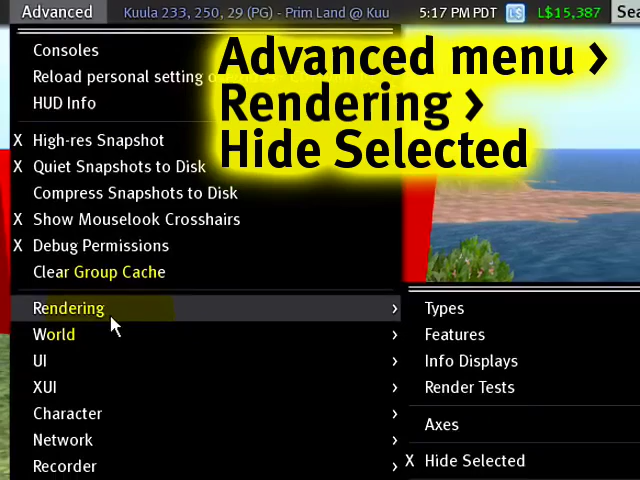 Advanced Kuula 233, 250, 29 (PG) - Prim Land @ Kuu 5:17 PM PDT LS L$15,387 Sea
Advanced menu >
Rendering >
Hide Selected
Consoles
Reload personal setting
HUD Info
X High-res Snapshot
X Quiet Snapshots to Disk
Compress Snapshots to Disk
X Show Mouselook Crosshairs
X Debug Permissions
Clear Group Cache
Rendering >
World >
UI >
XUI >
Character >
Network >
Recorder >
Types
Features
Info Displays
Render Tests
Axes
X Hide Selected